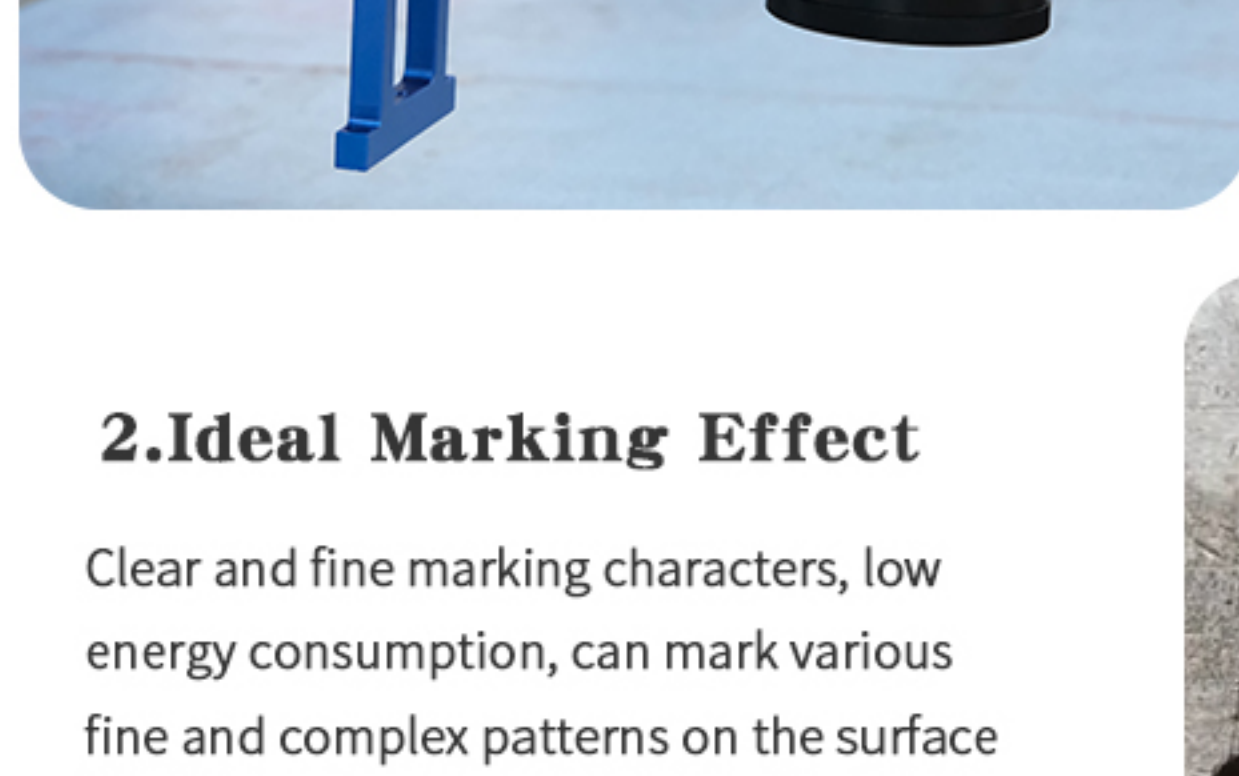 2.Ideal Marking Effect
Clear and fine marking characters, low
energy consumption, can mark various
fine and complex patterns on the surface